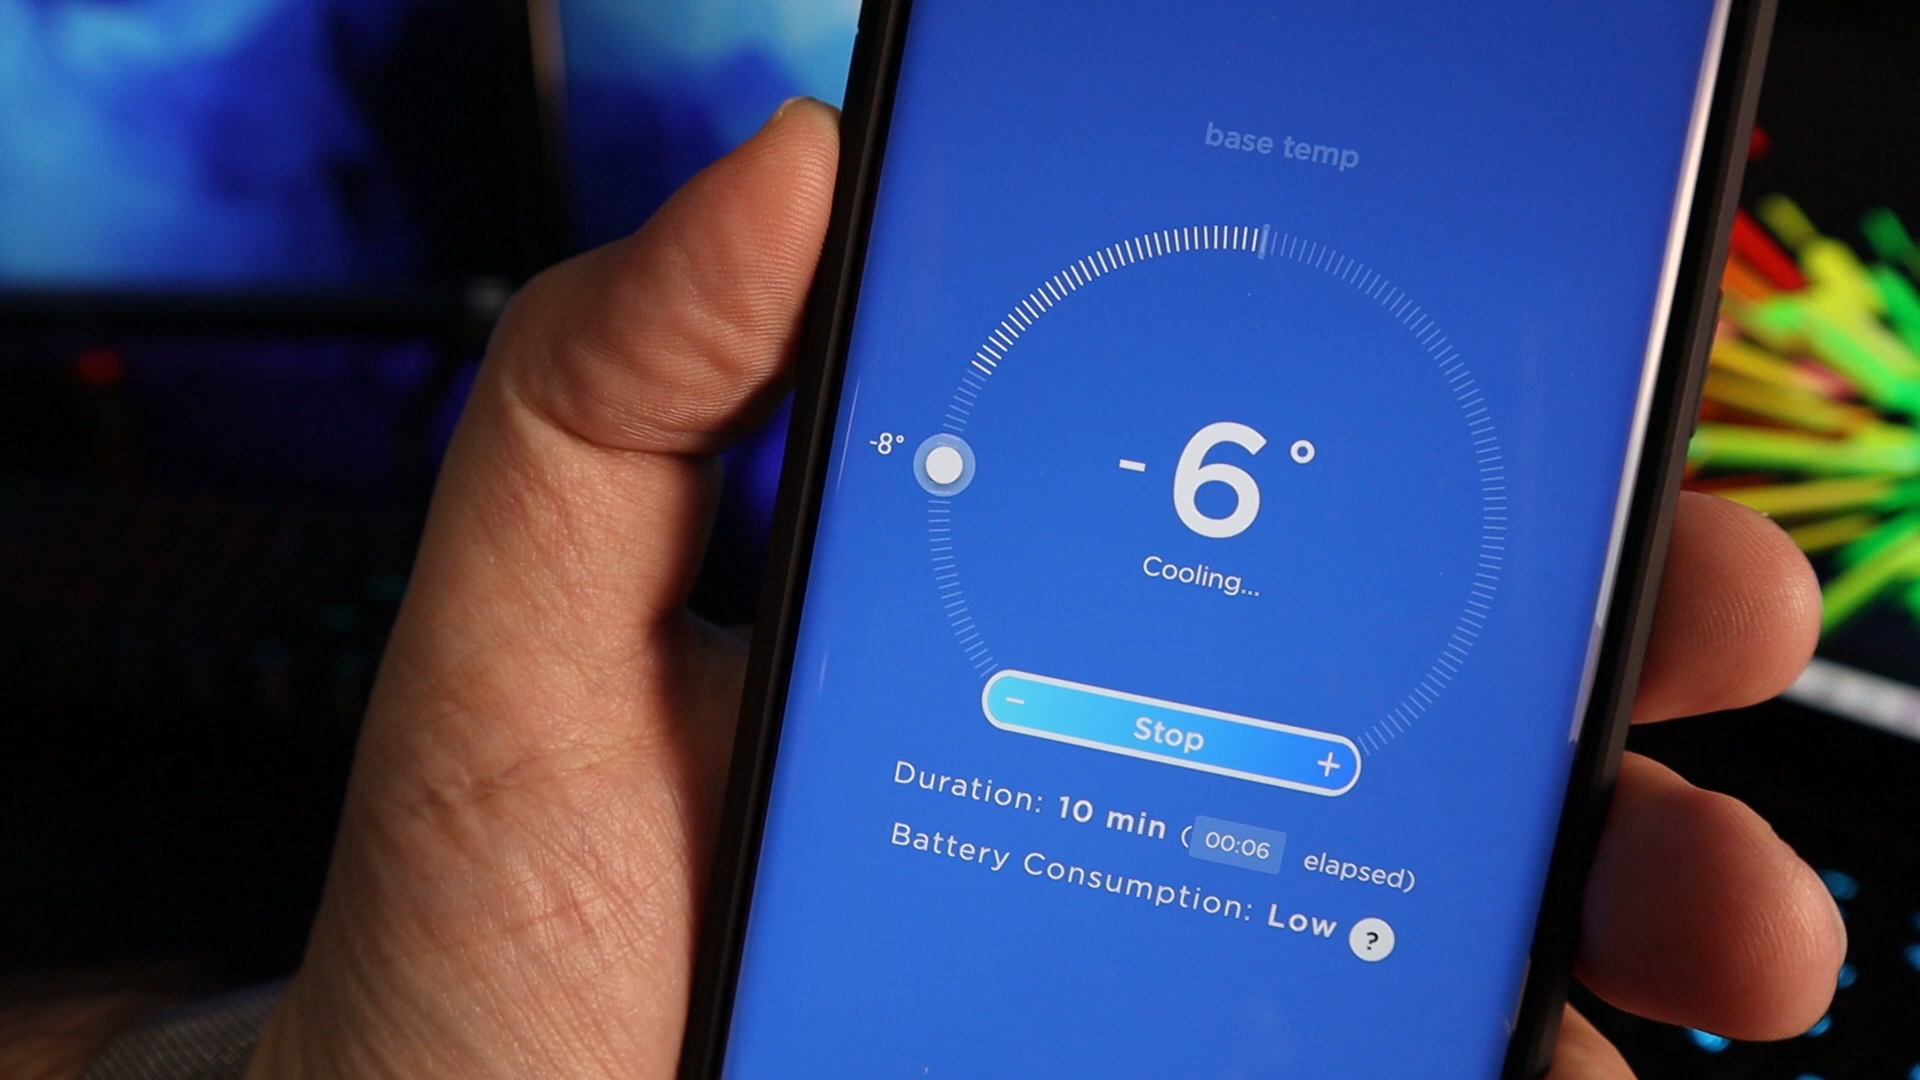 base temp
-8°
-6°
Cooling...
- Stop +
Duration: 10 min (00:06 elapsed)
Battery Consumption: Low ?